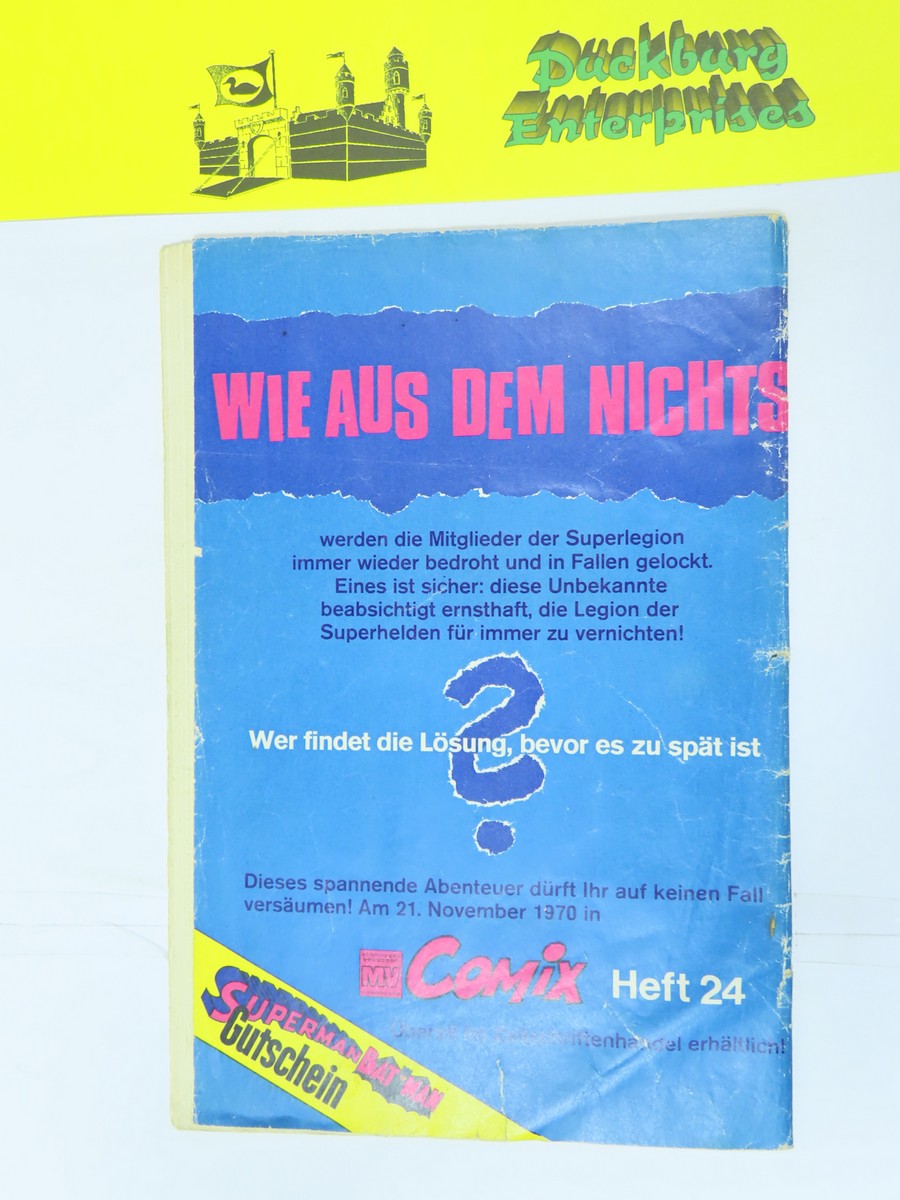 Duckburg
Enterprises
WIE AUS DEM NICHTS
werden die Mitglieder der Superlegion
immer wieder bedroht und in Fallen gelockt.
Eines ist sicher: diese Unbekannte
beabsichtigt ernsthaft, die Legion der
Superhelden für immer zu vernichten!
?
Wer findet die Lösung, bevor es zu spät ist
Dieses spannende Abenteuer dürft Ihr auf keinen Fall
versäumen! Am 21. November 1970 in
MV COMIX Heft 24
im Zeitschriftenhandel erhältlich!
SUPERMAN BATMAN
Gutschein